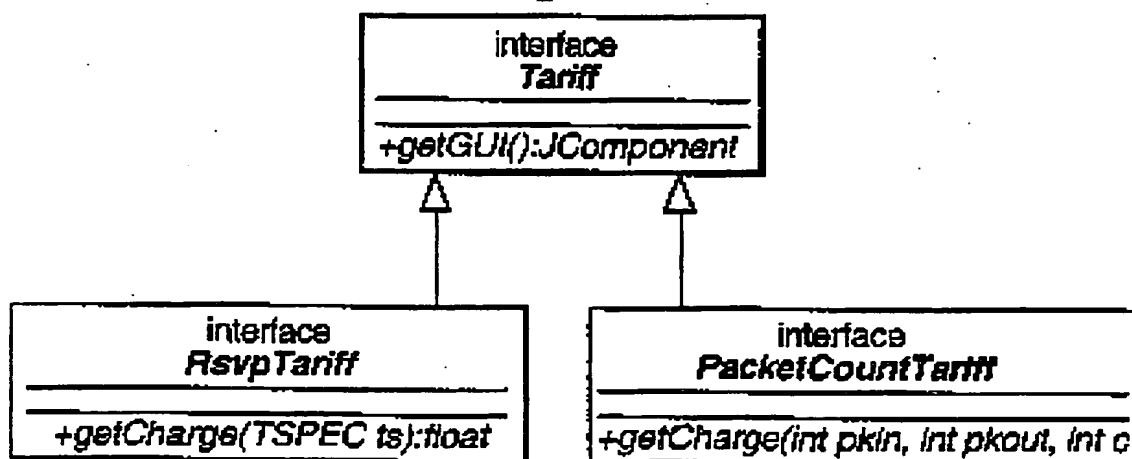 interface
Tariff
+getGUI():JComponent
interface
RsvpTariff
+getCharge(TSPEC ts):float
interface
PacketCountTariff
+getCharge(int pkin, int pkout, int c